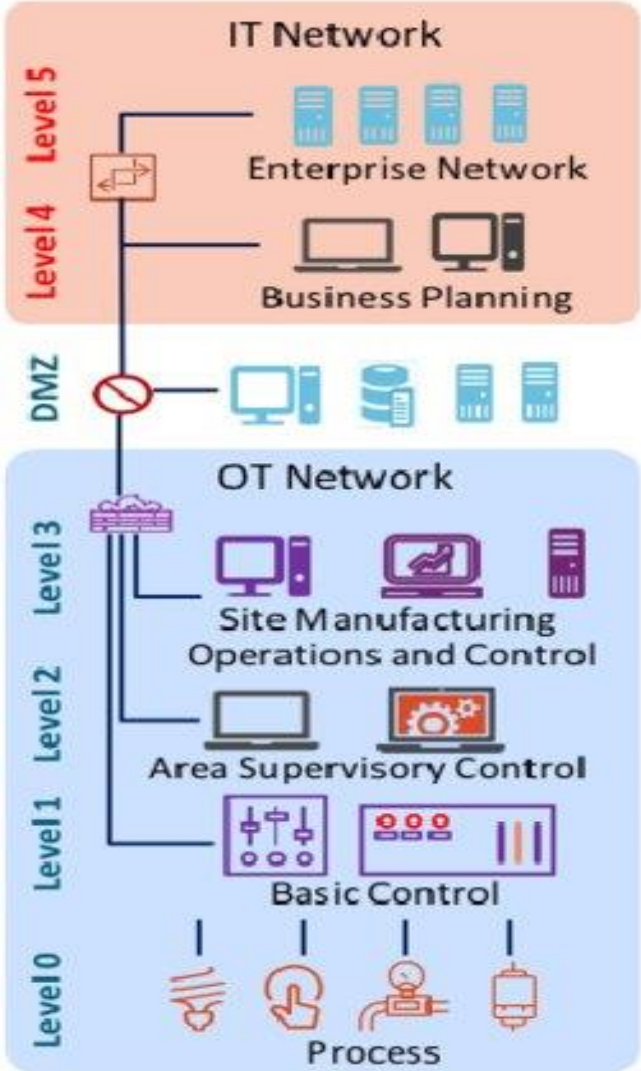 IT Network
Level 5
Enterprise Network
Level 4
Business Planning
DMZ
OT Network
Level 3
Site Manufacturing
Operations and Control
Level 2
Area Supervisory Control
Level 1
Basic Control
Level 0
Process